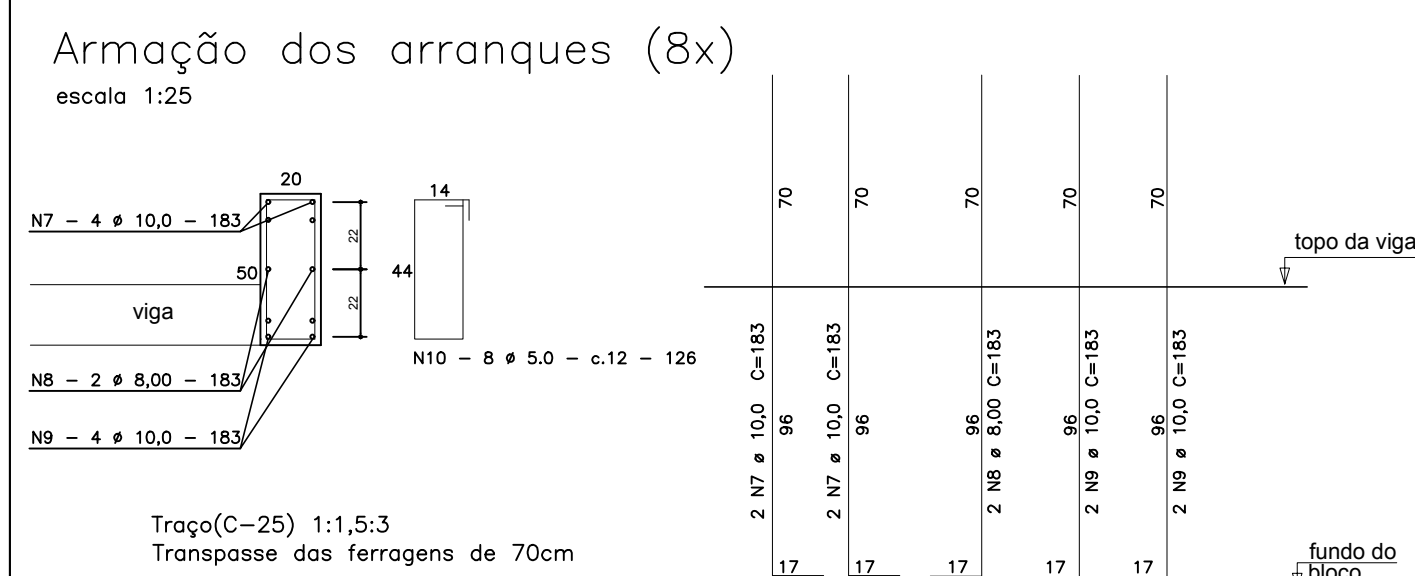 Armação dos arranques (8x)
escala 1:25
20
N7 - 4 ø 10,0 - 183
22
50
viga
22
N8 - 2 ø 8,00 - 183
N9 - 4 ø 10,0 - 183
14
44
N10 - 8 ø 5.0 - c.12 - 126
Traço(C-25) 1:1,5:3
Transpasse das ferragens de 70cm
70
70
70
70
70
topo da viga
2 N7 ø 10,0 C=183
96
2 N7 ø 10,0 C=183
96
96
2 N8 ø 8,00 C=183
96
2 N9 ø 10,0 C=183
96
2 N9 ø 10,0 C=183
17
17
17
17
17
fundo do
bloco